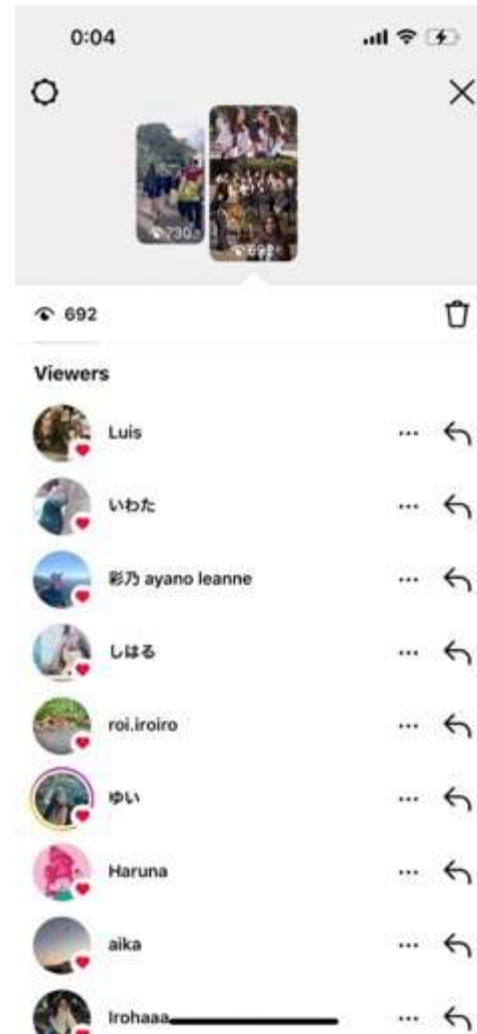 0:04
730
692
692
Viewers
Luis
いわた
彩乃 ayano leanne
しはる
roi.iroiro
ゆい
Haruna
aika
Irohaaa